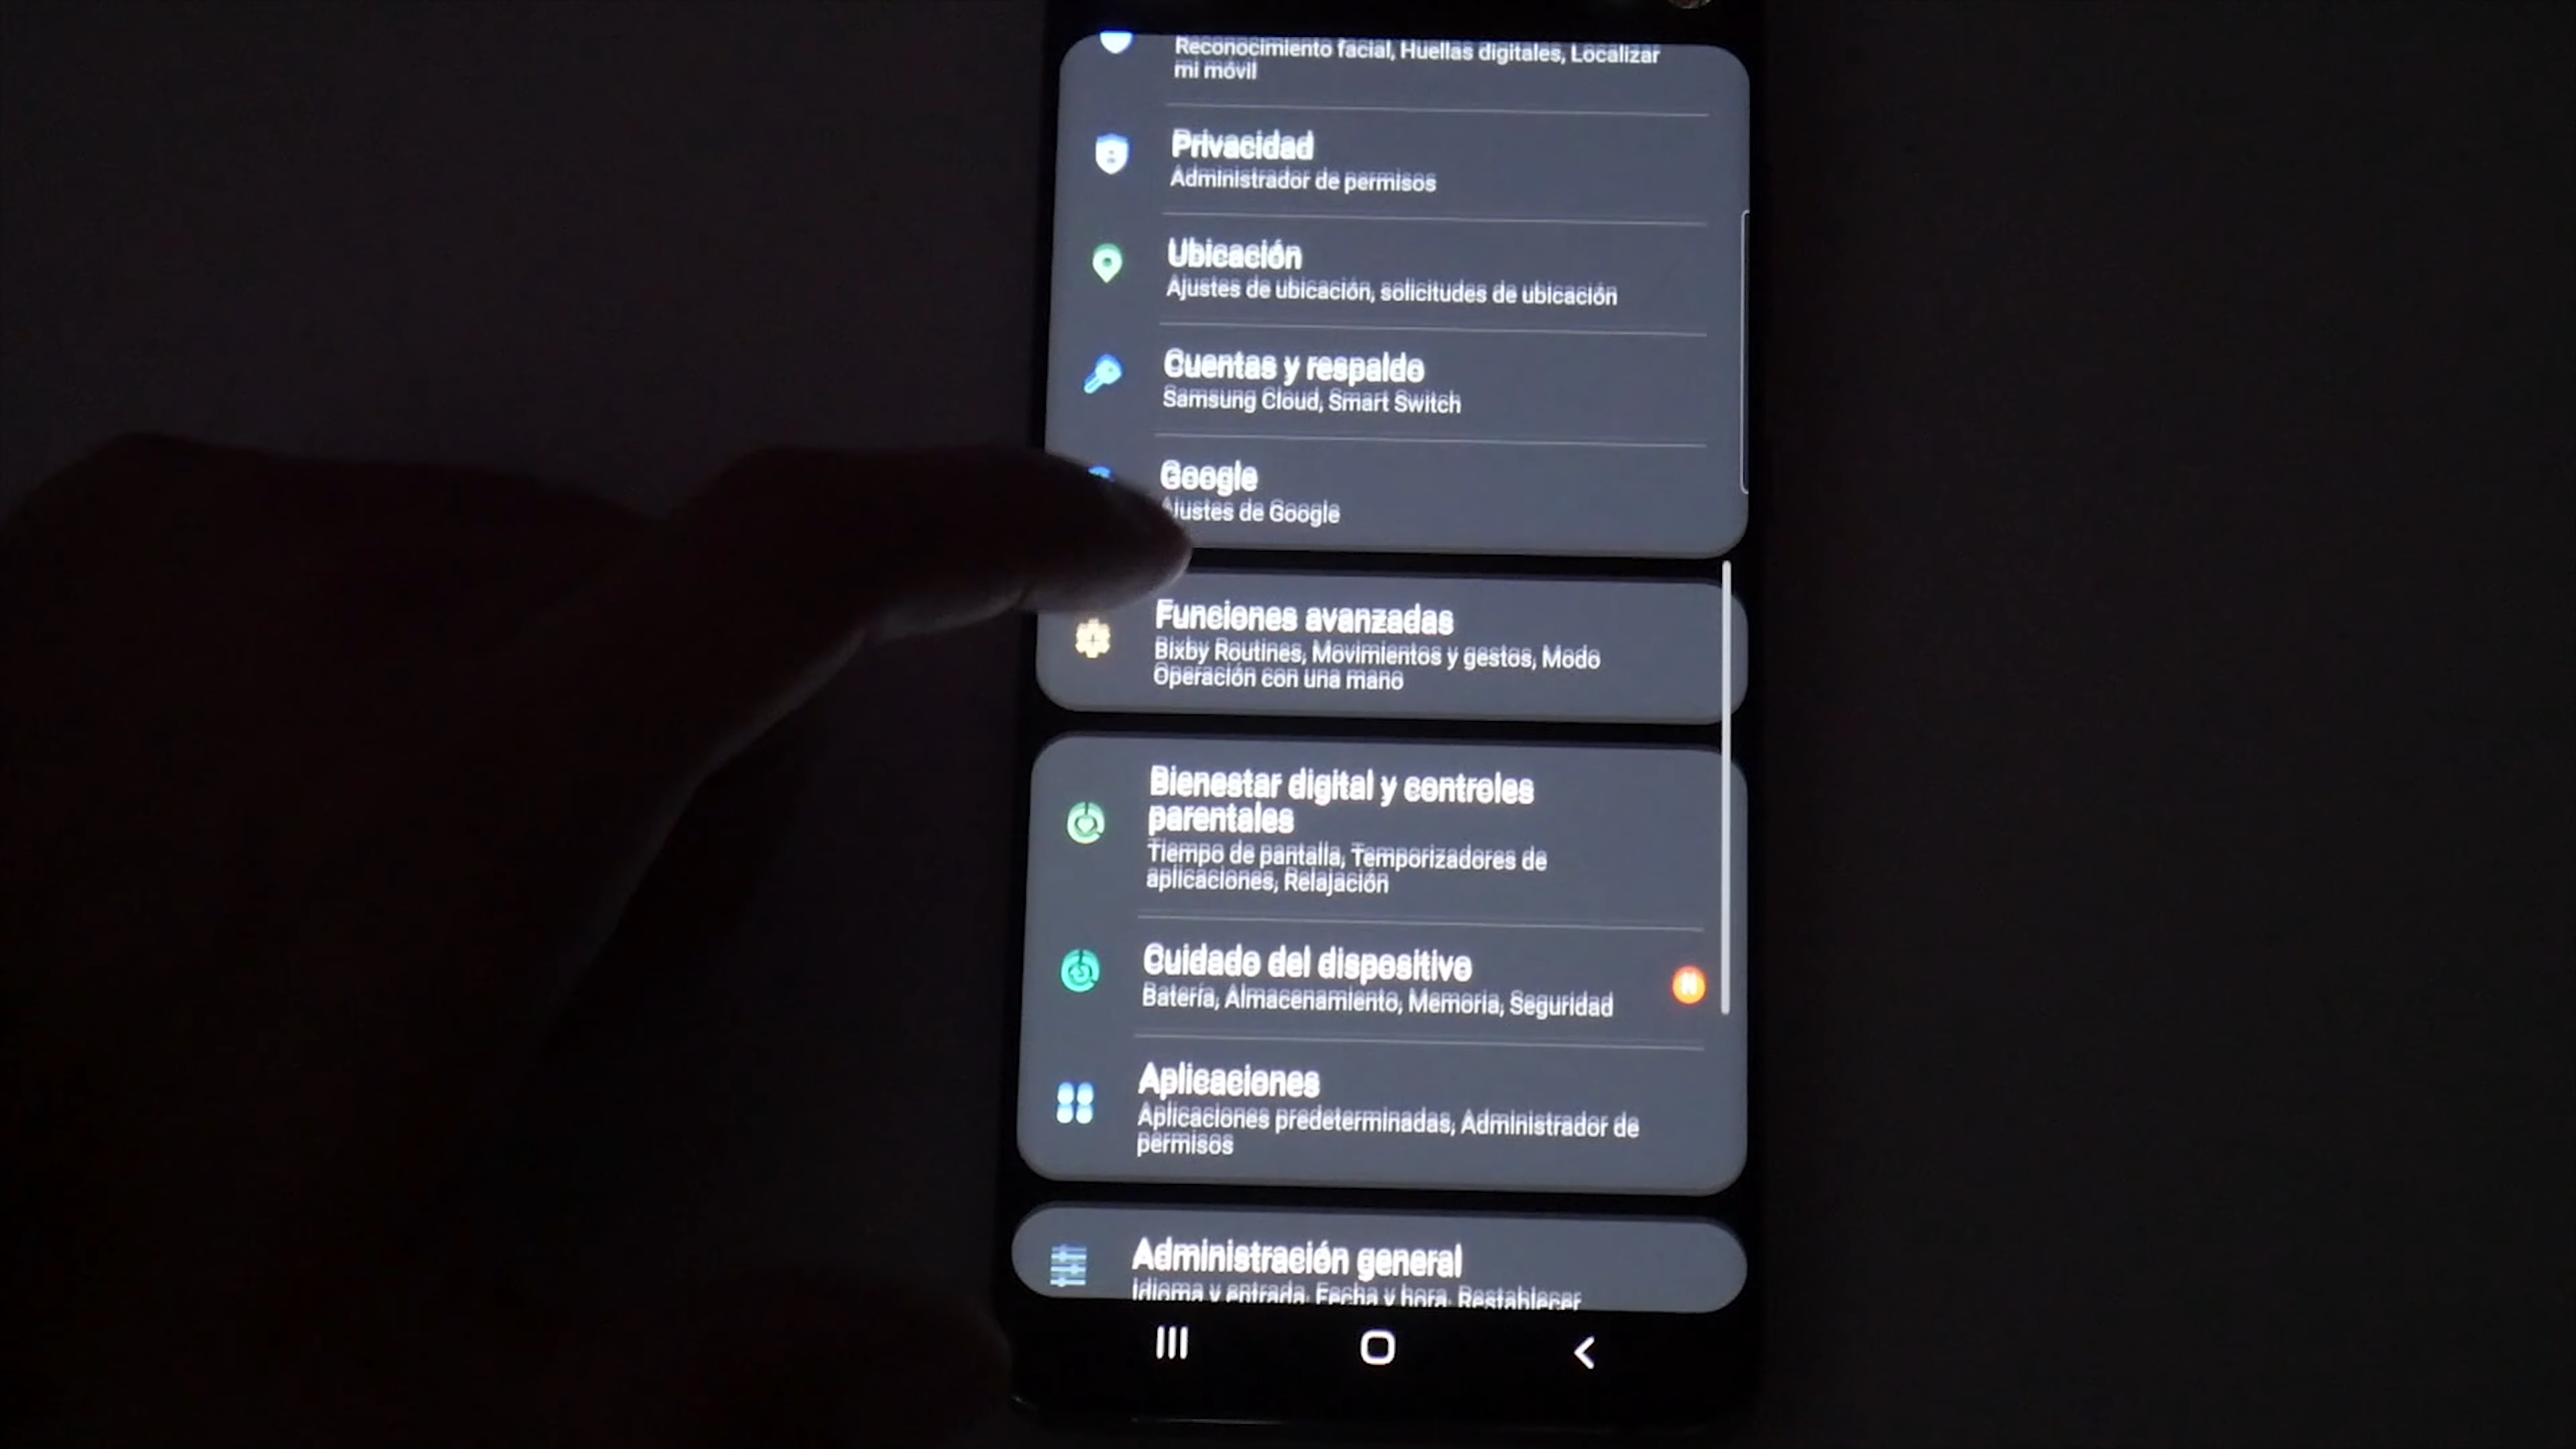 Reconocimiento facial, Huellas digitales, Localizar
mi móvil
Privacidad
Administrador de permisos
Ubicación
Ajustes de ubicación, solicitudes de ubicación
Cuentas y respaldo
Samsung Cloud, Smart Switch
Google
Ajustes de Google
Funciones avanzadas
Bixby Routines, Movimientos y gestos, Modo
Operación con una mano
Bienestar digital y controles
parentales
Tiempo de pantalla, Temporizadores de
aplicaciones, Relajación
Cuidado del dispositivo
Batería, Almacenamiento, Memoria, Seguridad
N
Aplicaciones
Aplicaciones predeterminadas, Administrador de
permisos
Administración general
Idioma y entrada, Fecha y hora, Restablecer